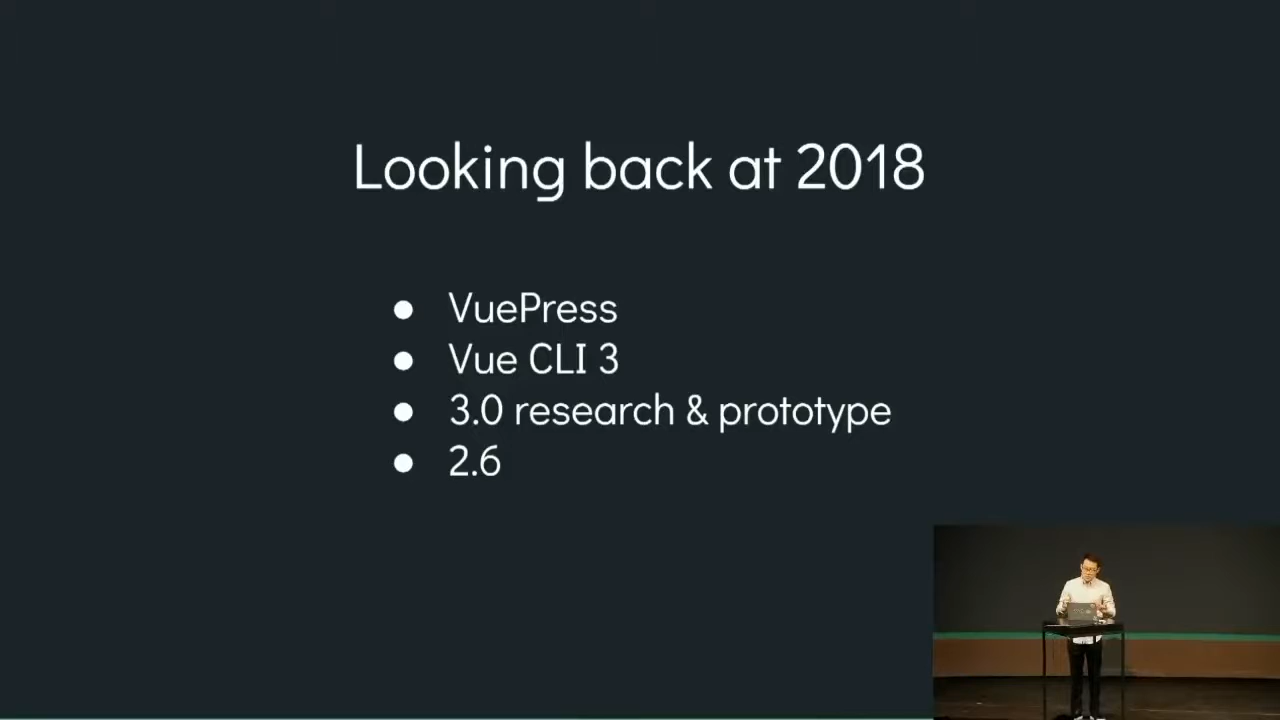 Looking back at 2018
● VuePress
● Vue CLI 3
● 3.0 research & prototype
● 2.6